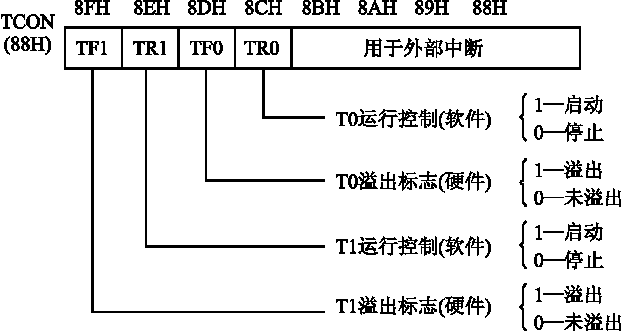 TCON
(88H)
8FH 8EH 8DH 8CH 8BH 8AH 89H 88H
TF1 TR1 TF0 TR0 用于外部中断
T0运行控制(软件)
1—启动
0—停止
T0溢出标志(硬件)
1—溢出
0—未溢出
T1运行控制(软件)
1—启动
0—停止
T1溢出标志(硬件)
1—溢出
0—未溢出